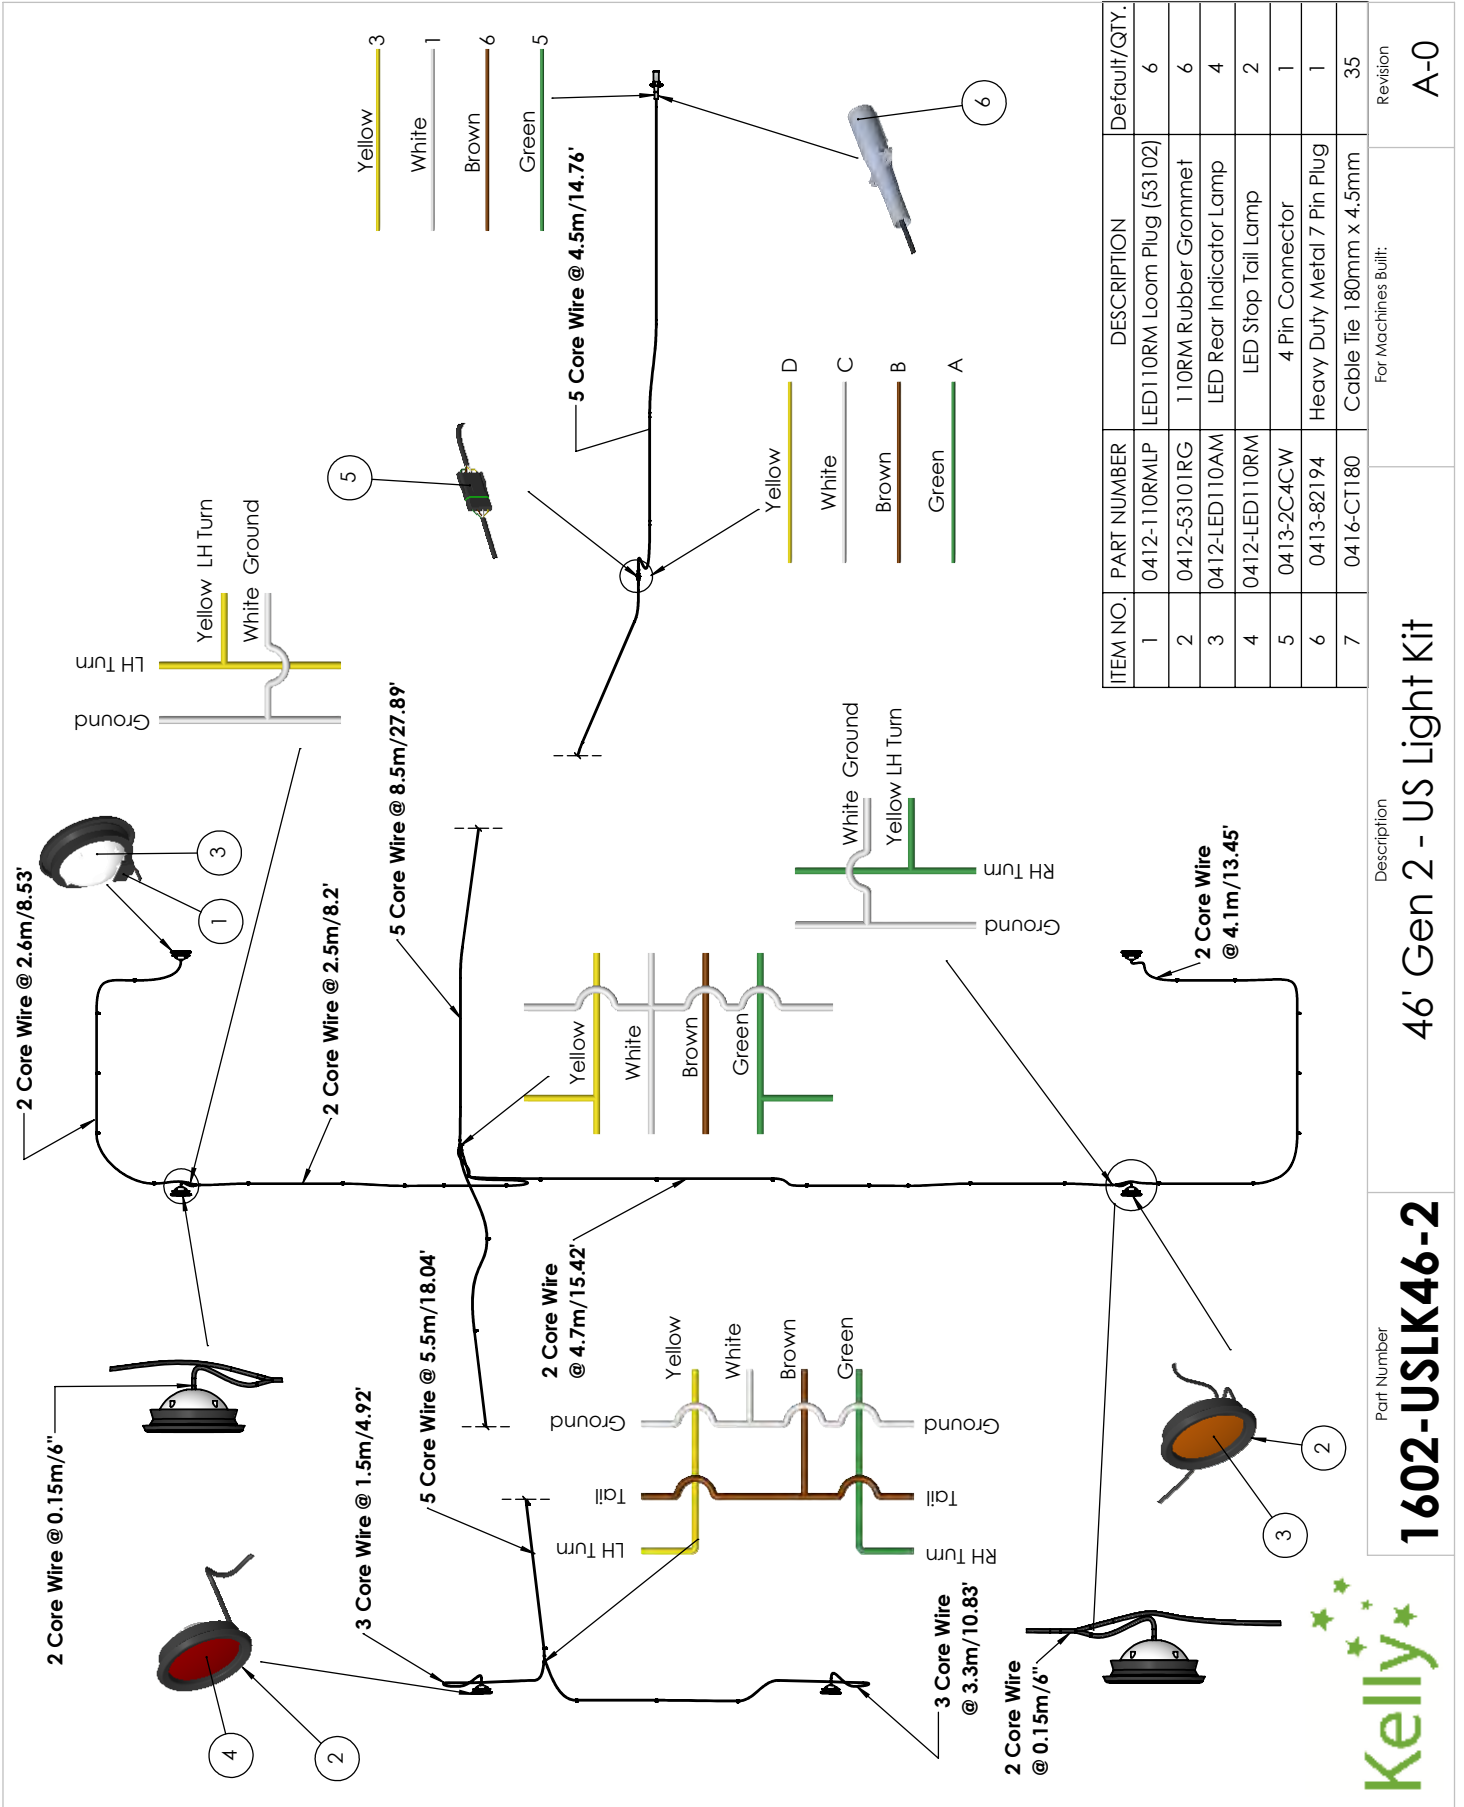 2 Core Wire @ 0.15m/6"
2 Core Wire @ 2.6m/8.53'
1
3
2 Core Wire @ 2.5m/8.2'
Ground
LH Turn
Yellow LH Turn
White Ground
4
2
3 Core Wire @ 1.5m/4.92'
5 Core Wire @ 5.5m/18.04'
5 Core Wire @ 8.5m/27.89'
5
Yellow 3
White 1
Brown 6
Green 5
5 Core Wire @ 4.5m/14.76'
2 Core Wire
@ 4.7m/15.42'
Yellow
White
Brown
Green
LH Turn
Tail
Ground
Yellow
White
Brown
Green
RH Turn
Tail
Ground
Yellow D
White C
Brown B
Green A
6
White Ground
Yellow LH Turn
Ground
RH Turn
3 Core Wire
@ 3.3m/10.83'
2 Core Wire
@ 0.15m/6"
3
2
2 Core Wire
@ 4.1m/13.45'
ITEM NO. PART NUMBER DESCRIPTION Default/QTY.
1 0412-110RMLP LED110RM Loom Plug (53102) 6
2 0412-53101RG 110RM Rubber Grommet 6
3 0412-LED110AM LED Rear Indicator Lamp 4
4 0412-LED110RM LED Stop Tail Lamp 2
5 0413-2C4CW 4 Pin Connector 1
6 0413-82194 Heavy Duty Metal 7 Pin Plug 1
7 0416-CT180 Cable Tie 180mm x 4.5mm 35
Kelly
Part Number
1602-USLK46-2
Description
46' Gen 2 - US Light Kit
For Machines Built:
Revision
A-0